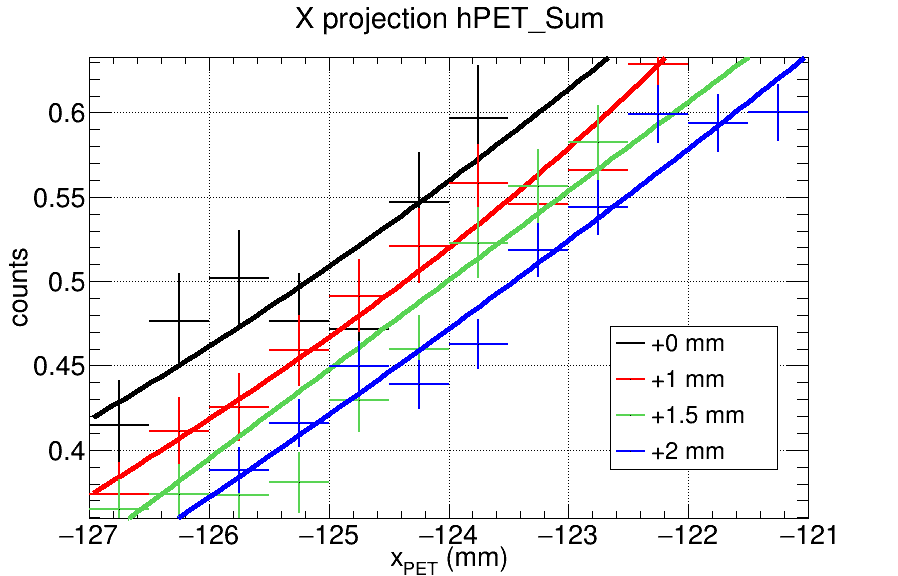 X projection hPET_Sum
counts
0.6
0.55
0.5
0.45
0.4
+0 mm
+1 mm
+1.5 mm
+2 mm
−127 −126 −125 −124 −123 −122 −121
xPET (mm)